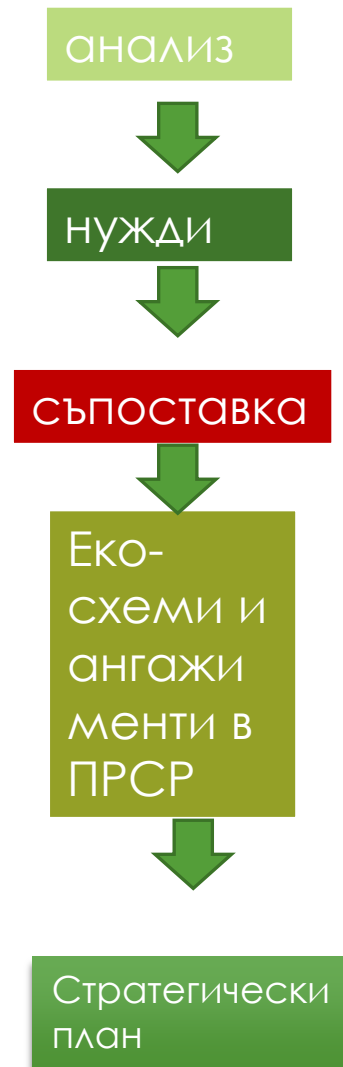 анализ
нужди
съпоставка
Еко-
схеми и
ангажи
менти в
ПРСР
Стратегически
план